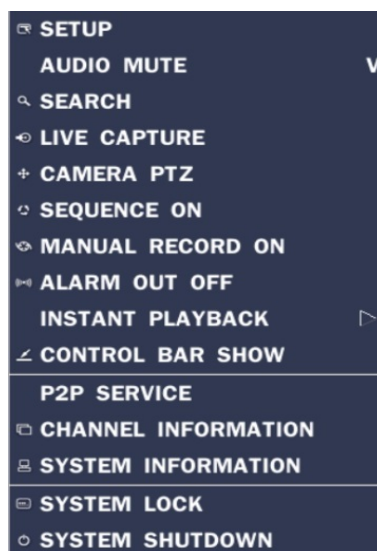 SETUP
AUDIO MUTE V
SEARCH
LIVE CAPTURE
CAMERA PTZ
SEQUENCE ON
MANUAL RECORD ON
ALARM OUT OFF
INSTANT PLAYBACK
CONTROL BAR SHOW
P2P SERVICE
CHANNEL INFORMATION
SYSTEM INFORMATION
SYSTEM LOCK
SYSTEM SHUTDOWN